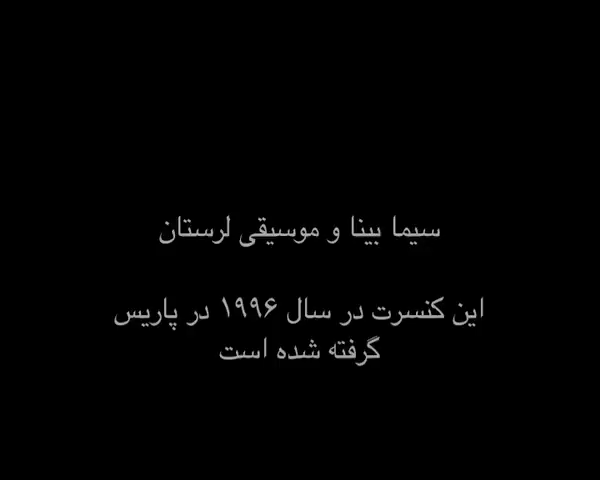 سیما بینا و موسیقی لرستان
این کنسرت در سال ۱۹۹۶ در پاریس
گرفته شده است